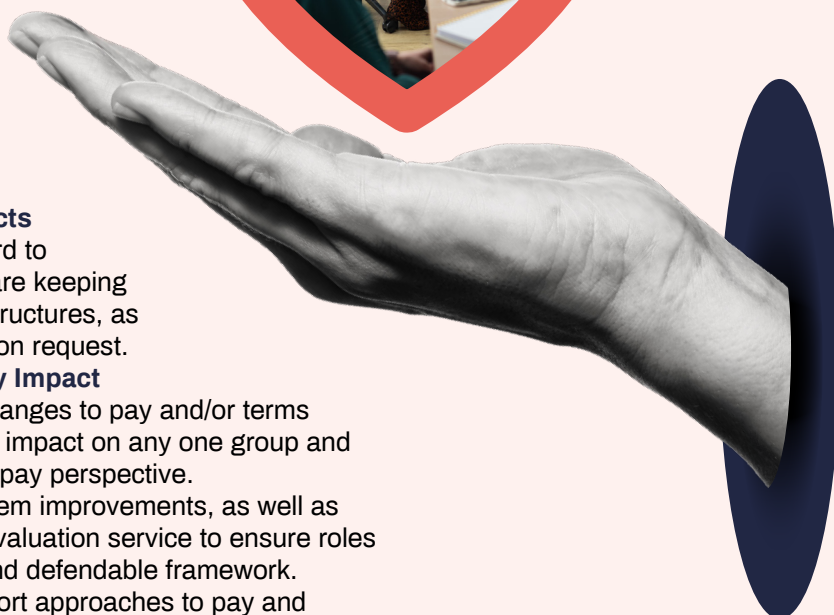 cts
rd to
are keeping
ructures, as
on request.
y Impact
anges to pay and/or terms
impact on any one group and
pay perspective.
em improvements, as well as
valuation service to ensure roles
nd defendable framework.
ort approaches to pay and